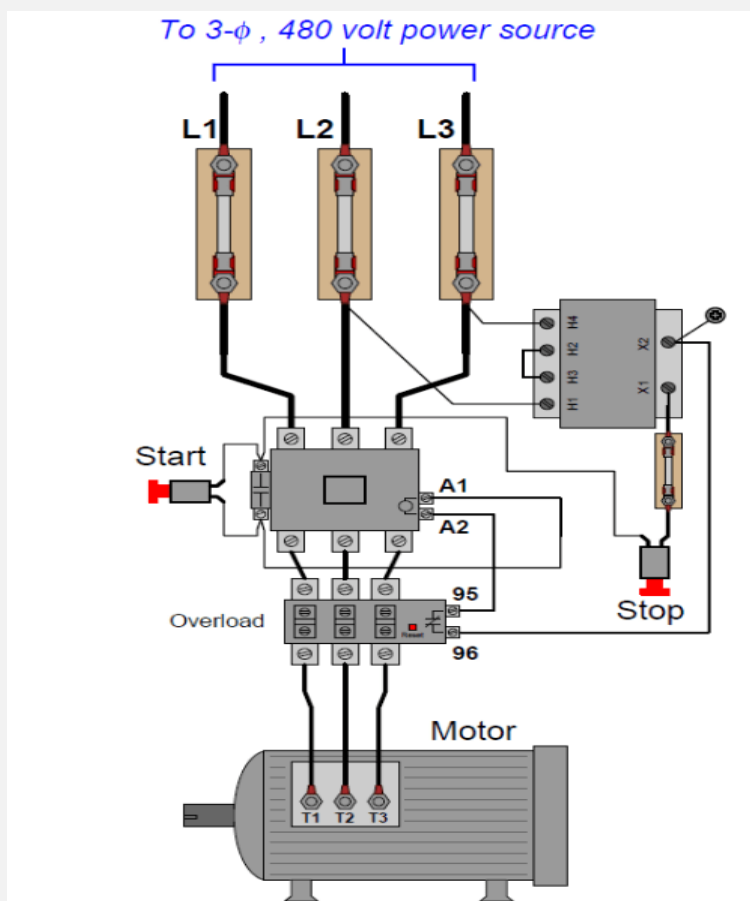 To 3-ϕ , 480 volt power source
L1
L2
L3
H4
H2
H3
H1
X2
X1
Start
A1
A2
Stop
Overload
95
Reset
96
Motor
T1
T2
T3